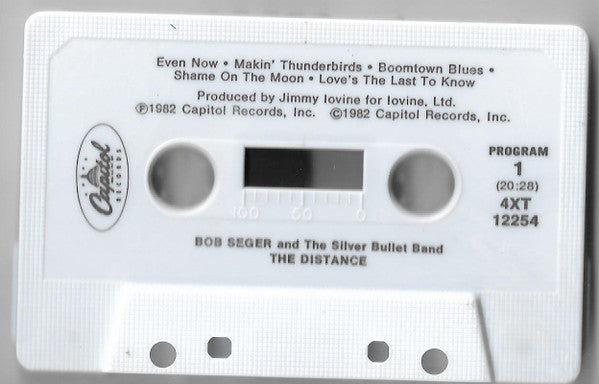 Even Now • Makin' Thunderbirds • Boomtown Blues •
Shame On The Moon • Love's The Last To Know
Produced by Jimmy Iovine for Iovine, Ltd.
℗1982 Capitol Records, Inc. ©1982 Capitol Records, Inc.
Capitol
RECORDS
PROGRAM
1
(20:28)
4XT
12254
100 50 0
BOB SEGER and The Silver Bullet Band
THE DISTANCE